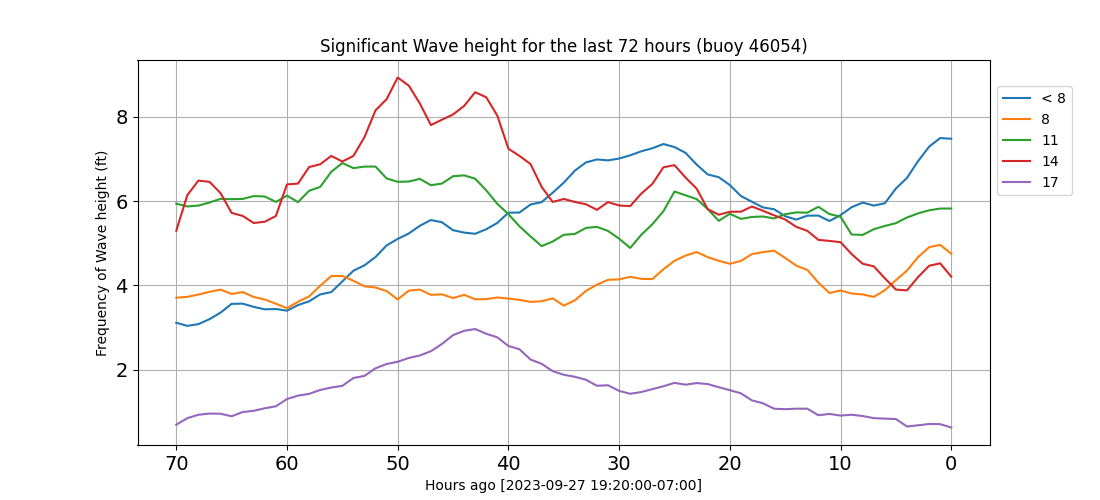 Significant Wave height for the last 72 hours (buoy 46054)
Frequency of Wave height (ft)
8
6
4
2
70 60 50 40 30 20 10 0
Hours ago [2023-09-27 19:20:00-07:00]
< 8
8
11
14
17